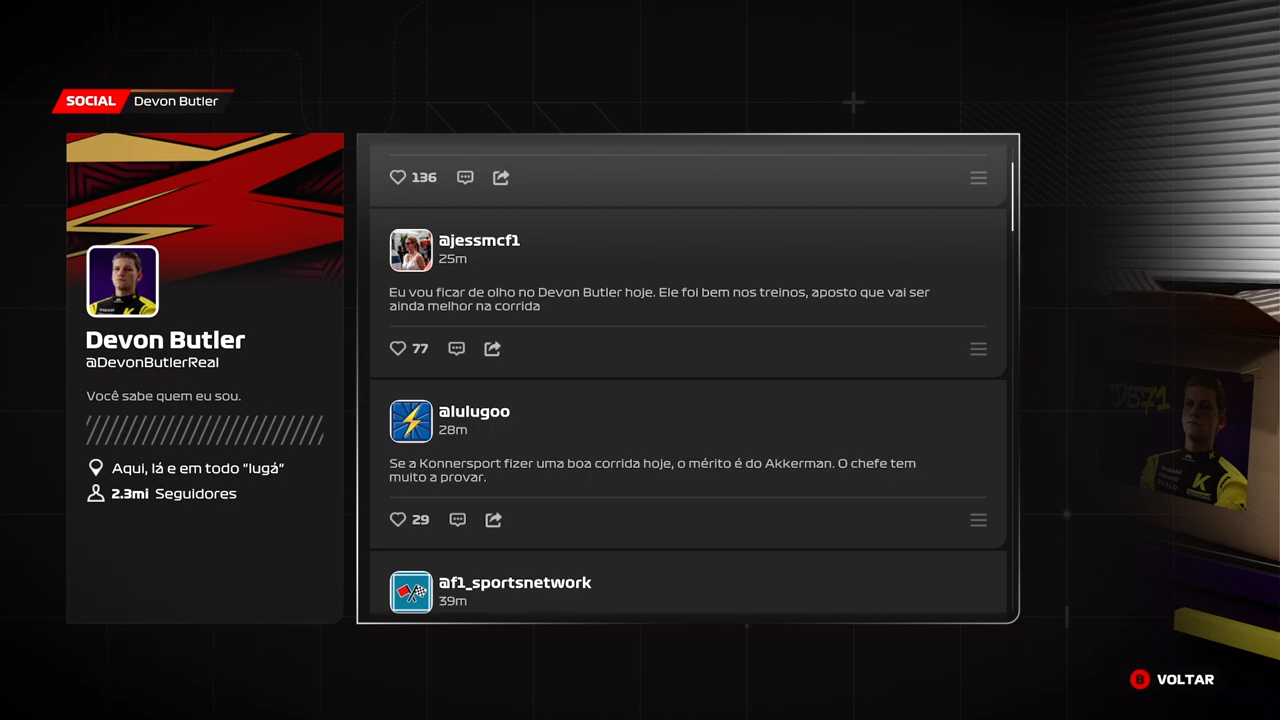 SOCIAL Devon Butler
Devon Butler
@DevonButlerReal
Você sabe quem eu sou.
Aqui, lá e em todo "lugá"
2.3mi Seguidores
136
@jessmcf1
25m
Eu vou ficar de olho no Devon Butler hoje. Ele foi bem nos treinos, aposto que vai ser
ainda melhor na corrida
77
@lulugoo
28m
Se a Konnersport fizer uma boa corrida hoje, o mérito é do Akkerman. O chefe tem
muito a provar.
29
@f1_sportsnetwork
39m
DB71
K
B VOLTAR